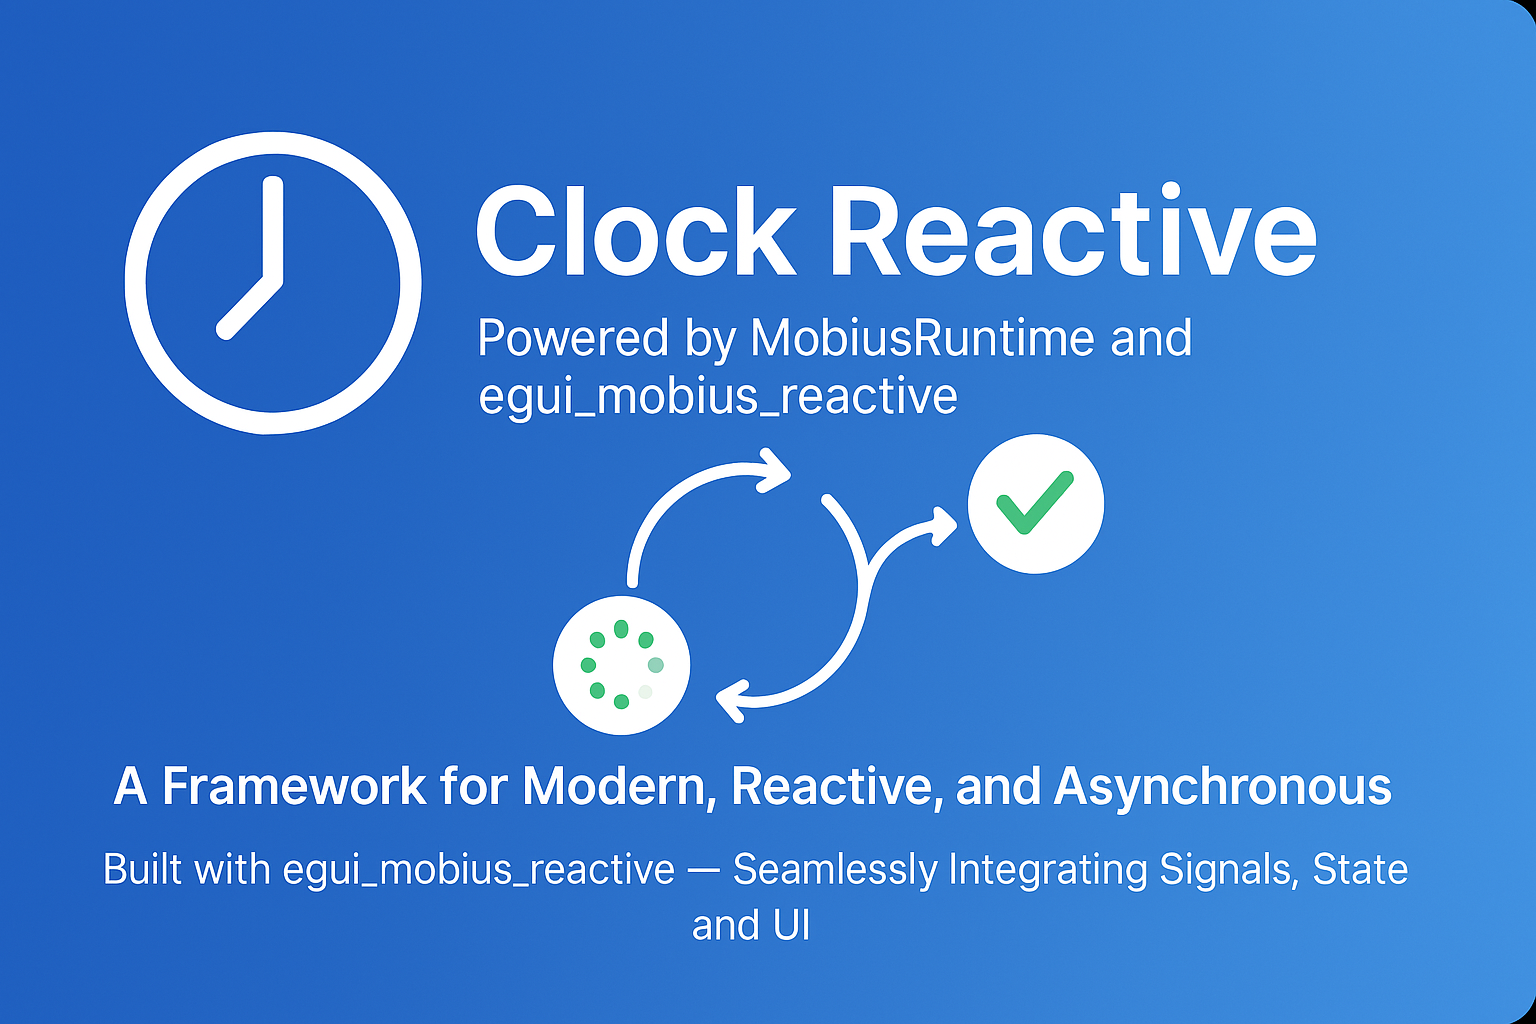 Clock Reactive
Powered by MobiusRuntime and
egui_mobius_reactive
A Framework for Modern, Reactive, and Asynchronous
Built with egui_mobius_reactive — Seamlessly Integrating Signals, State
and UI